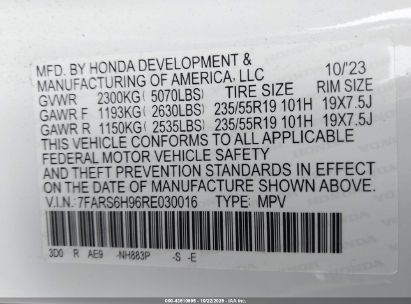 MFD. BY HONDA DEVELOPMENT & 10/'23
MANUFACTURING OF AMERICA, LLC
GVWR 2300KG (5070LBS) TIRE SIZE RIM SIZE
GAWR F 1193KG (2630LBS) 235/55R19 101H 19X7.5J
GAWR R 1150KG (2535LBS) 235/55R19 101H 19X7.5J
THIS VEHICLE CONFORMS TO ALL APPLICABLE
FEDERAL MOTOR VEHICLE SAFETY, BUMPER,
AND THEFT PREVENTION STANDARDS IN EFFECT
ON THE DATE OF MANUFACTURE SHOWN ABOVE.
V.I.N.: 7FARS6H96RE030016 TYPE: MPV
3D0 R AE9 -NH883P -S -E